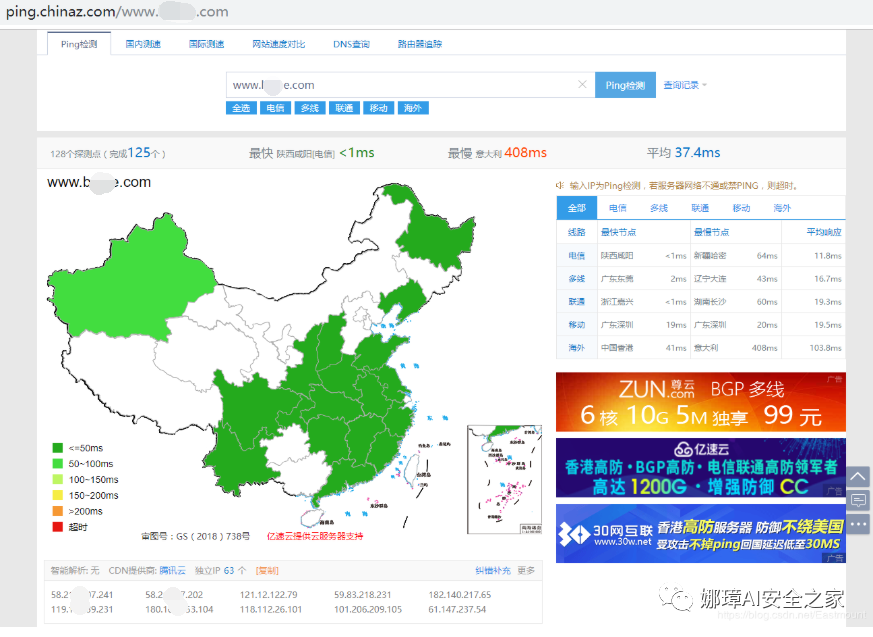 ping.chinaz.com/www. .com
Ping检测 国内测速 国际测速 网站速度对比 DNS查询 路由器追踪
www.l e.com × Ping检测 查询记录
全选 电信 多线 联通 移动 海外
128个探测点（完成125个） 最快 陕西咸阳[电信] <1ms 最慢 意大利 408ms 平均 37.4ms
www.b e.com
输入IP为Ping检测，若服务器网络不通或禁PING，则超时。
全部 电信 多线 联通 移动 海外
线路 最快节点 最慢节点 平均响应
电信 陕西咸阳 <1ms 新疆哈密 64ms 11.8ms
多线 广东东莞 2ms 辽宁大连 43ms 16.7ms
联通 浙江嘉兴 <1ms 湖南长沙 60ms 19.3ms
移动 广东深圳 19ms 广东深圳 20ms 19.5ms
海外 中国香港 41ms 意大利 408ms 103.8ms
广告
ZUN.com 尊云 BGP 多线
6核 10G 5M 独享 99 元
亿速云
香港高防·BGP高防·电信联通高防领军者
高达 1200G · 增强防御 CC
广告
30网互联 www.30w.net 香港高防服务器 防御不绕美国
受攻击不掉ping回国延迟低至30MS
广告
<=50ms
50~100ms
100~150ms
150~200ms
>200ms
超时
审图号：GS（2018）738号 亿速云提供云服务器支持
智能解析: 无 CDN提供商: 腾讯云 独立IP 63 个 [复制] 纠错补充 更多
58.2 07.241 58.2 7.202 121.12.122.79 59.83.218.231 182.140.217.65
119. 9.231 180.1 3.104 118.112.26.101 101.206.209.105 61.147.237.54
娜璋AI安全之家